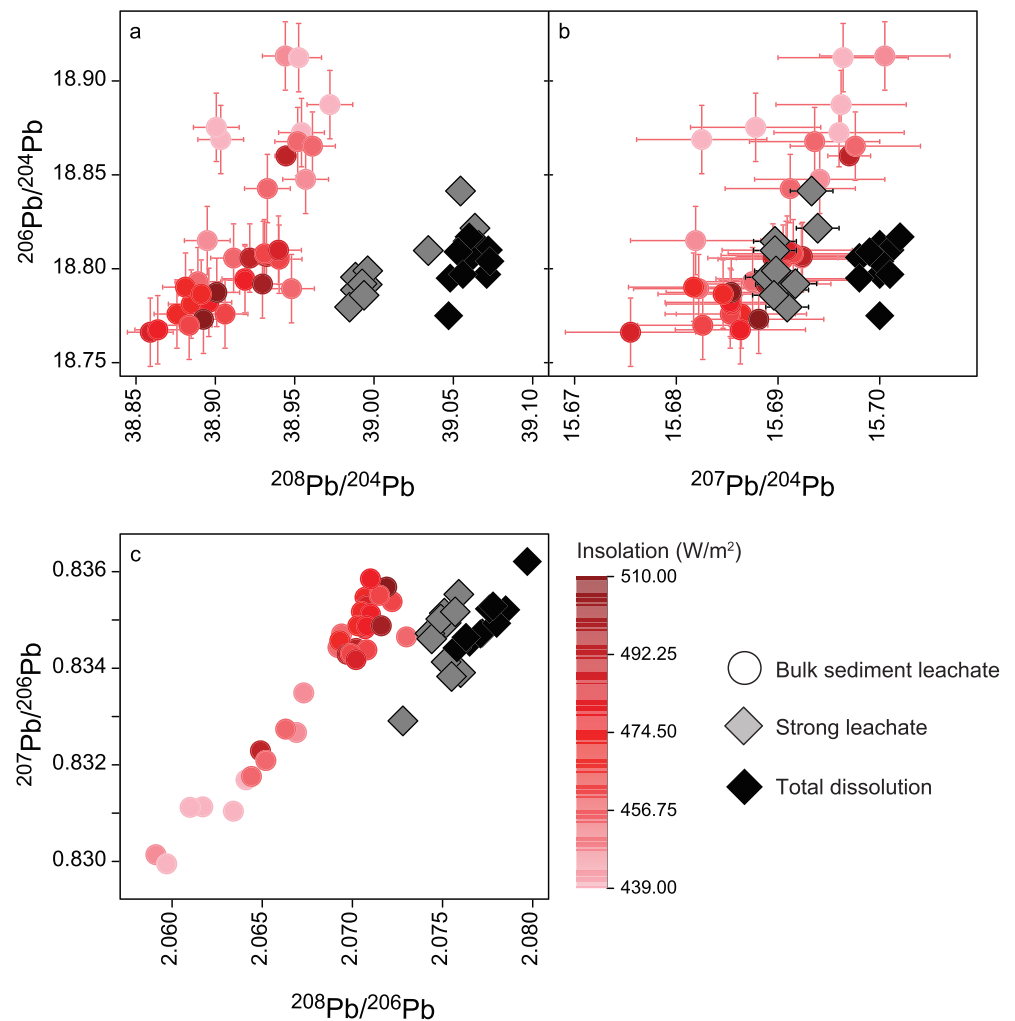 a
b
18.90
18.85
18.80
18.75
²⁰⁶Pb/²⁰⁴Pb
38.85
38.90
38.95
39.00
39.05
39.10
15.67
15.68
15.69
15.70
²⁰⁸Pb/²⁰⁴Pb
²⁰⁷Pb/²⁰⁴Pb
c
0.836
0.834
0.832
0.830
²⁰⁷Pb/²⁰⁶Pb
2.060
2.065
2.070
2.075
2.080
²⁰⁸Pb/²⁰⁶Pb
Insolation (W/m²)
510.00
492.25
474.50
456.75
439.00
Bulk sediment leachate
Strong leachate
Total dissolution